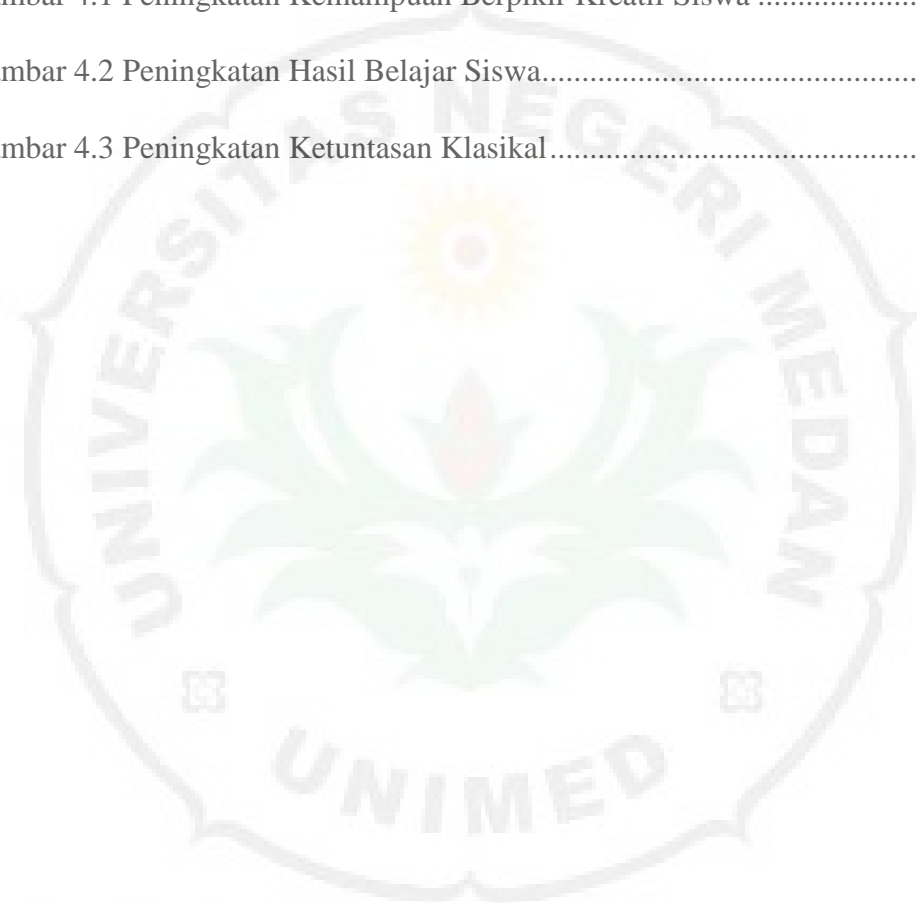 mbar 4.1 Peningkatan Kemampuan Berpikir Kreatif Siswa ....................
mbar 4.2 Peningkatan Hasil Belajar Siswa...............................................
mbar 4.3 Peningkatan Ketuntasan Klasikal..............................................
UNIVERSITAS NEGERI MEDAN
UNIMED